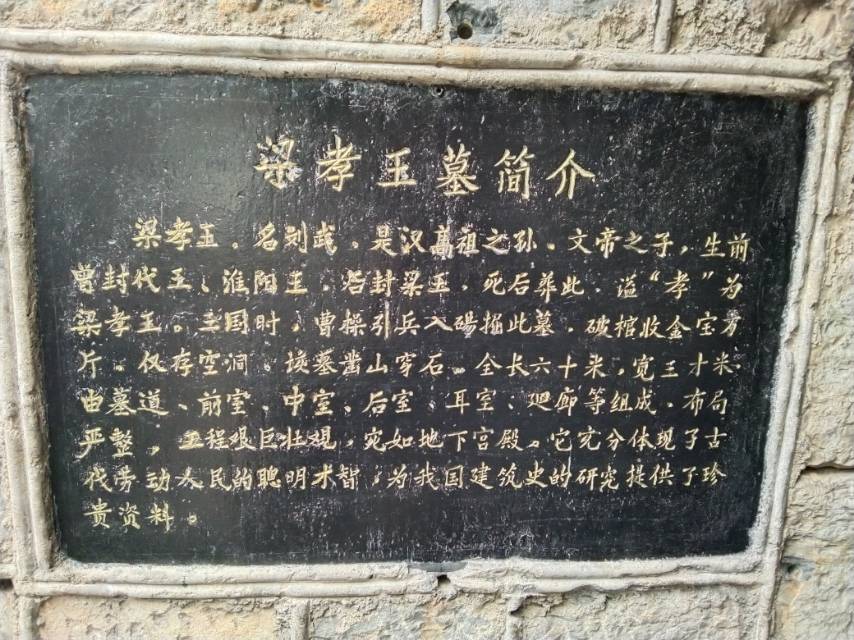 梁孝王墓简介
梁孝王，名刘武，是汉高祖之孙，文帝之子，生前
曾封代王、淮阳王，后封梁王，死后葬此，谥“孝”为
梁孝王。三国时，曹操引兵入砀掘此墓，破棺收金宝万
斤，仅存空洞、该墓凿山穿石。全长六十米，宽三十米、
由墓道、前室、中室、后室、耳室、廻廊等组成，布局
严整，工程艰巨壮观，宛如地下宫殿。它充分体现了古
代劳动人民的聪明才智，为我国建筑史的研究提供了珍
贵资料。